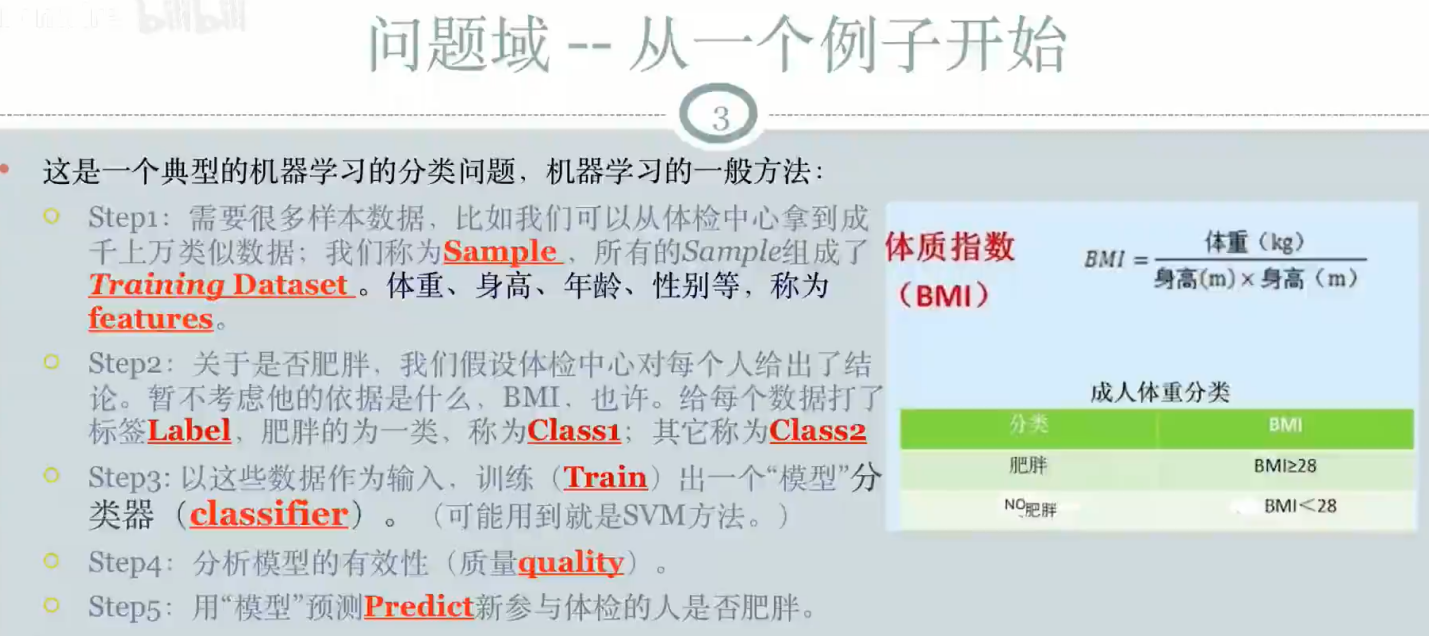 bilibili
问题域 -- 从一个例子开始
3
这是一个典型的机器学习的分类问题，机器学习的一般方法：
Step1：需要很多样本数据，比如我们可以从体检中心拿到成
千上万类似数据；我们称为Sample 、所有的Sample组成了
Training Dataset 。体重、身高、年龄、性别等，称为
features。
Step2：关于是否肥胖，我们假设体检中心对每个人给出了结
论。暂不考虑他的依据是什么，BMI，也许。给每个数据打了
标签Label，肥胖的为一类、称为Class1；其它称为Class2
Step3: 以这些数据作为输入，训练（Train）出一个“模型”分
类器（classifier）。（可能用到就是SVM方法。）
Step4：分析模型的有效性（质量quality）。
Step5：用“模型”预测Predict新参与体检的人是否肥胖。
体质指数
（BMI）
BMI = 体重（kg）
身高(m) × 身高（m）
成人体重分类
分类 BMI
肥胖 BMI≥28
NO肥胖 BMI＜28